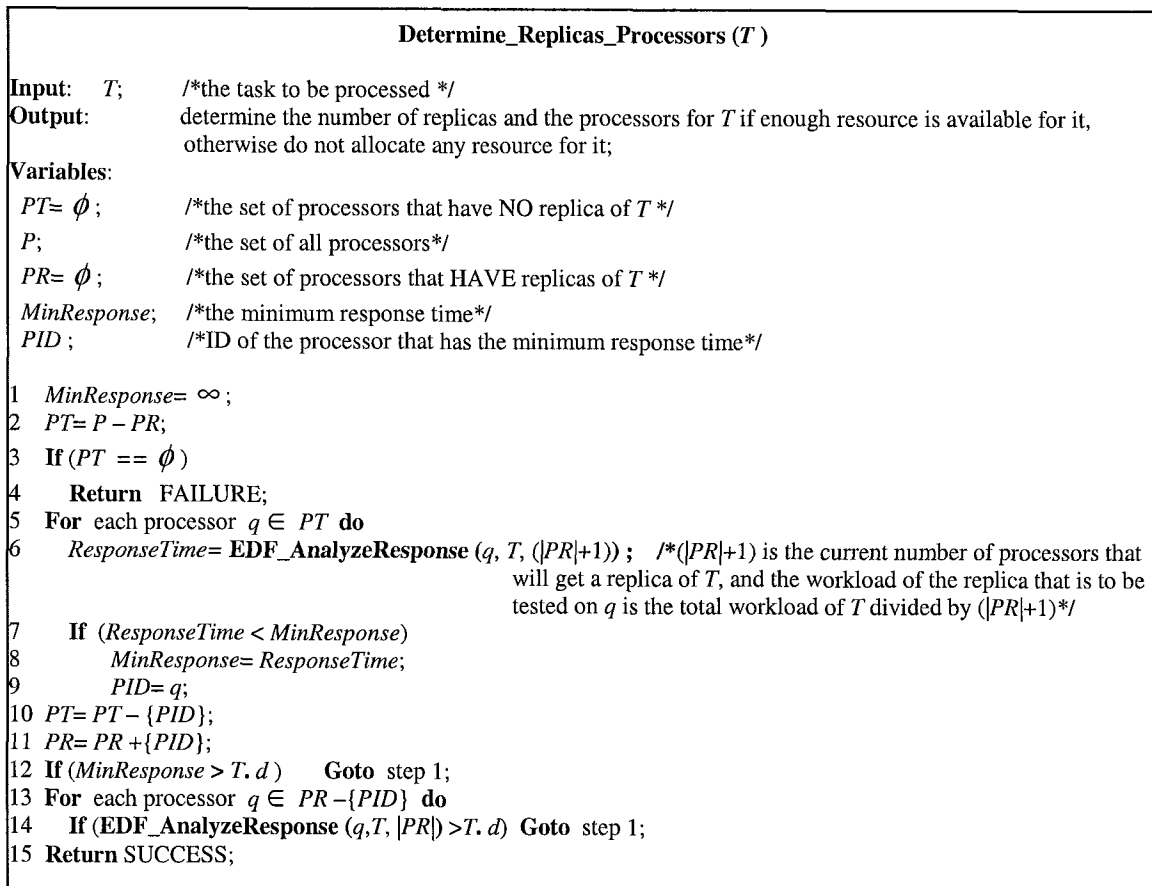 Determine_Replicas_Processors (T )
Input: T; /*the task to be processed */
Output: determine the number of replicas and the processors for T if enough resource is available for it,
otherwise do not allocate any resource for it;
Variables:
PT= ϕ ; /*the set of processors that have NO replica of T */
P; /*the set of all processors*/
PR= ϕ ; /*the set of processors that HAVE replicas of T */
MinResponse; /*the minimum response time*/
PID ; /*ID of the processor that has the minimum response time*/
1 MinResponse= ∞ ;
2 PT= P – PR;
3 If (PT == ϕ )
4 Return FAILURE;
5 For each processor q ∈ PT do
6 ResponseTime= EDF_AnalyzeResponse (q, T, (|PR|+1)) ; /*(|PR|+1) is the current number of processors that
will get a replica of T, and the workload of the replica that is to be
tested on q is the total workload of T divided by (|PR|+1)*/
7 If (ResponseTime < MinResponse)
8 MinResponse= ResponseTime;
9 PID= q;
10 PT= PT – {PID};
11 PR= PR +{PID};
12 If (MinResponse > T. d ) Goto step 1;
13 For each processor q ∈ PR –{PID} do
14 If (EDF_AnalyzeResponse (q,T, |PR|) >T. d) Goto step 1;
15 Return SUCCESS;